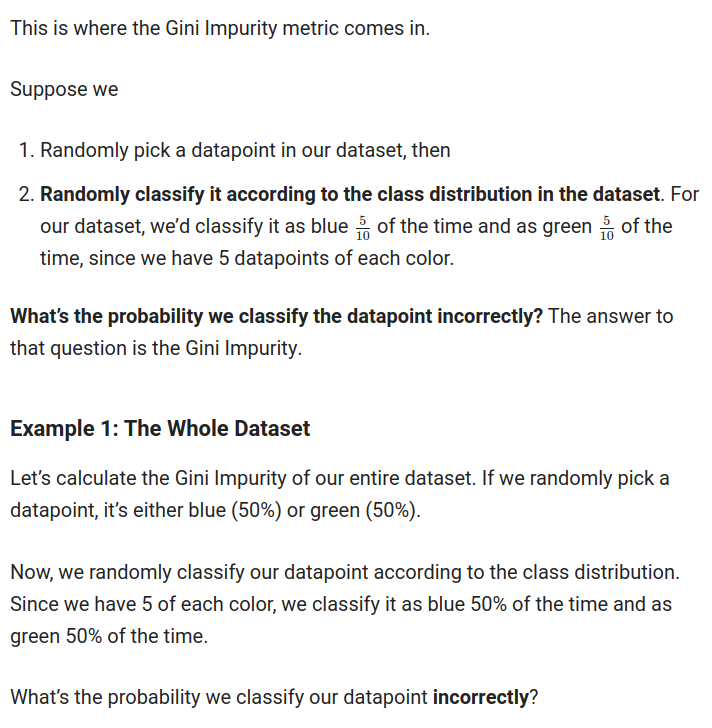 This is where the Gini Impurity metric comes in.
Suppose we
1. Randomly pick a datapoint in our dataset, then
2. Randomly classify it according to the class distribution in the dataset. For
our dataset, we'd classify it as blue 5/10 of the time and as green 5/10 of the
time, since we have 5 datapoints of each color.
What's the probability we classify the datapoint incorrectly? The answer to
that question is the Gini Impurity.
Example 1: The Whole Dataset
Let's calculate the Gini Impurity of our entire dataset. If we randomly pick a
datapoint, it's either blue (50%) or green (50%).
Now, we randomly classify our datapoint according to the class distribution.
Since we have 5 of each color, we classify it as blue 50% of the time and as
green 50% of the time.
What's the probability we classify our datapoint incorrectly?